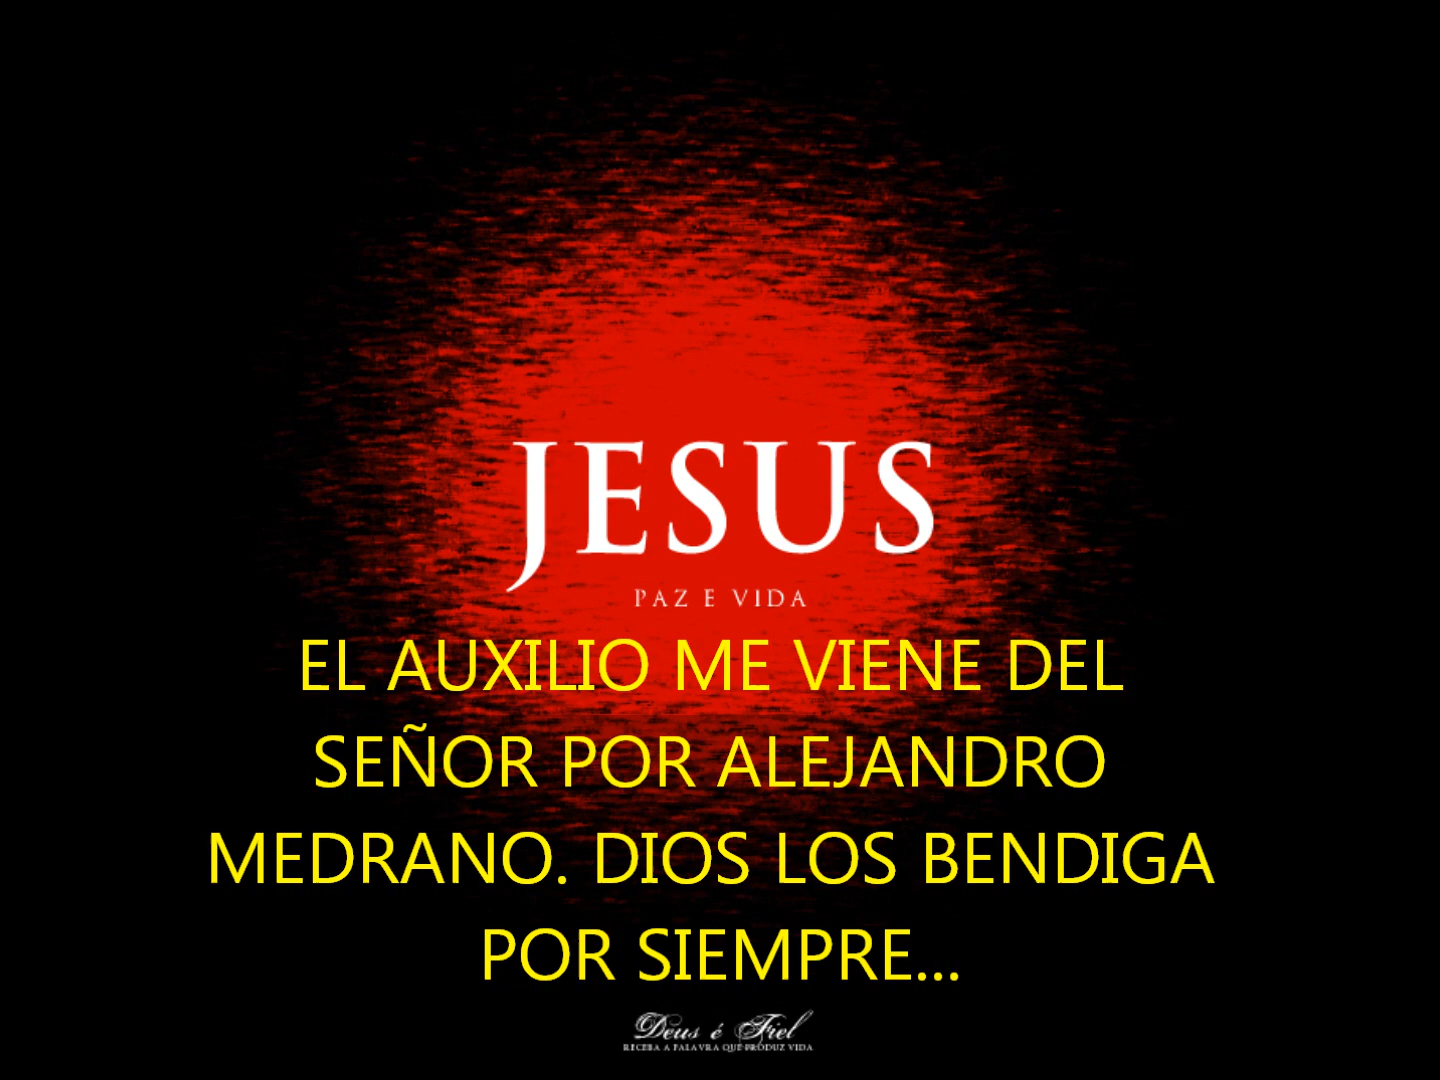 JESUS
PAZ E VIDA
EL AUXILIO ME VIENE DEL
SEÑOR POR ALEJANDRO
MEDRANO. DIOS LOS BENDIGA
POR SIEMPRE...
Deus é Fiel
RECEBA A PALAVRA QUE PRODUZ VIDA